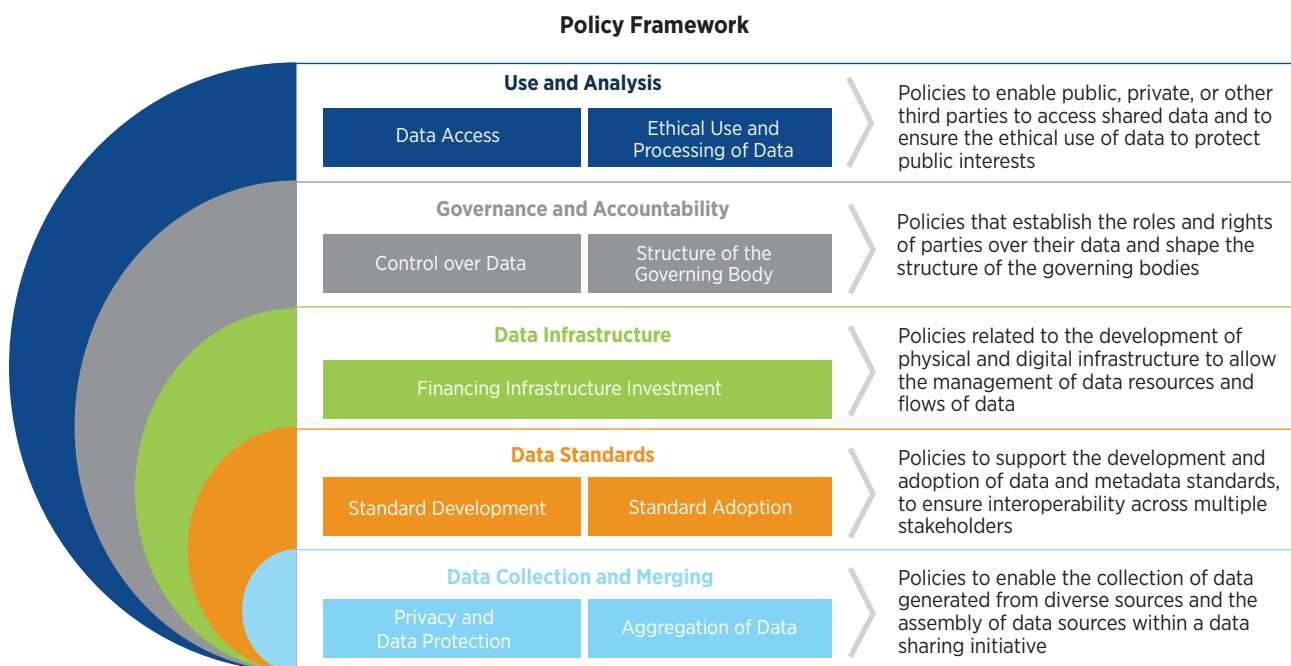 Policy Framework
Use and Analysis
Data Access
Ethical Use and
Processing of Data
Policies to enable public, private, or other
third parties to access shared data and to
ensure the ethical use of data to protect
public interests
Governance and Accountability
Control over Data
Structure of the
Governing Body
Policies that establish the roles and rights
of parties over their data and shape the
structure of the governing bodies
Data Infrastructure
Financing Infrastructure Investment
Policies related to the development of
physical and digital infrastructure to allow
the management of data resources and
flows of data
Data Standards
Standard Development
Standard Adoption
Policies to support the development and
adoption of data and metadata standards,
to ensure interoperability across multiple
stakeholders
Data Collection and Merging
Privacy and
Data Protection
Aggregation of Data
Policies to enable the collection of data
generated from diverse sources and the
assembly of data sources within a data
sharing initiative